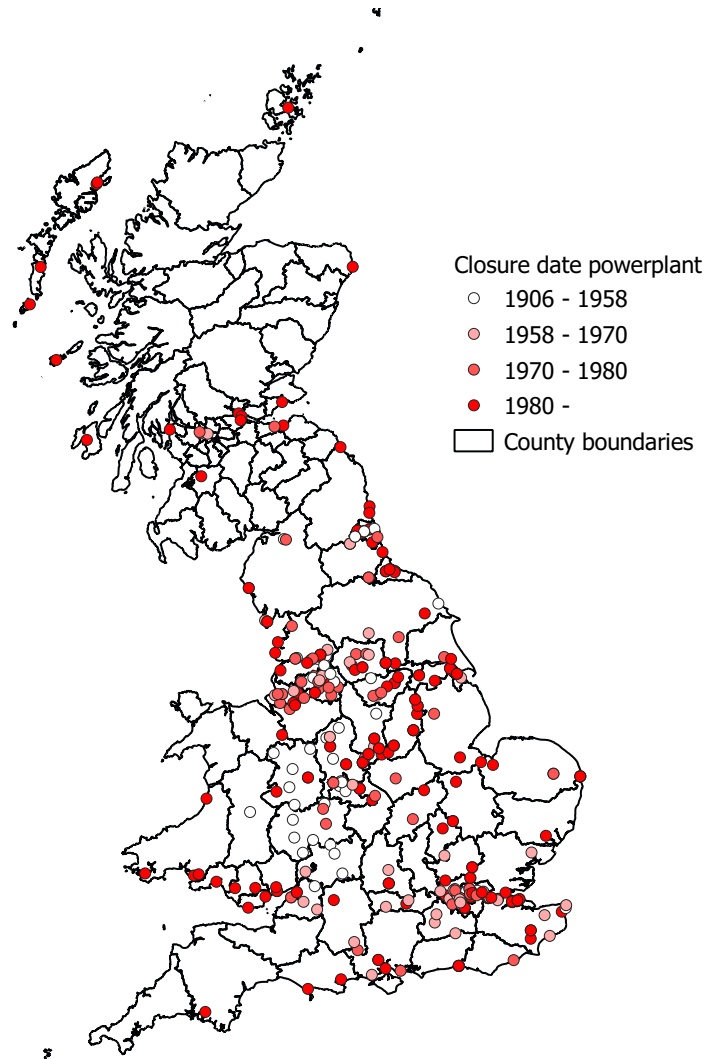 Closure date powerplant
1906 - 1958
1958 - 1970
1970 - 1980
1980 -
County boundaries